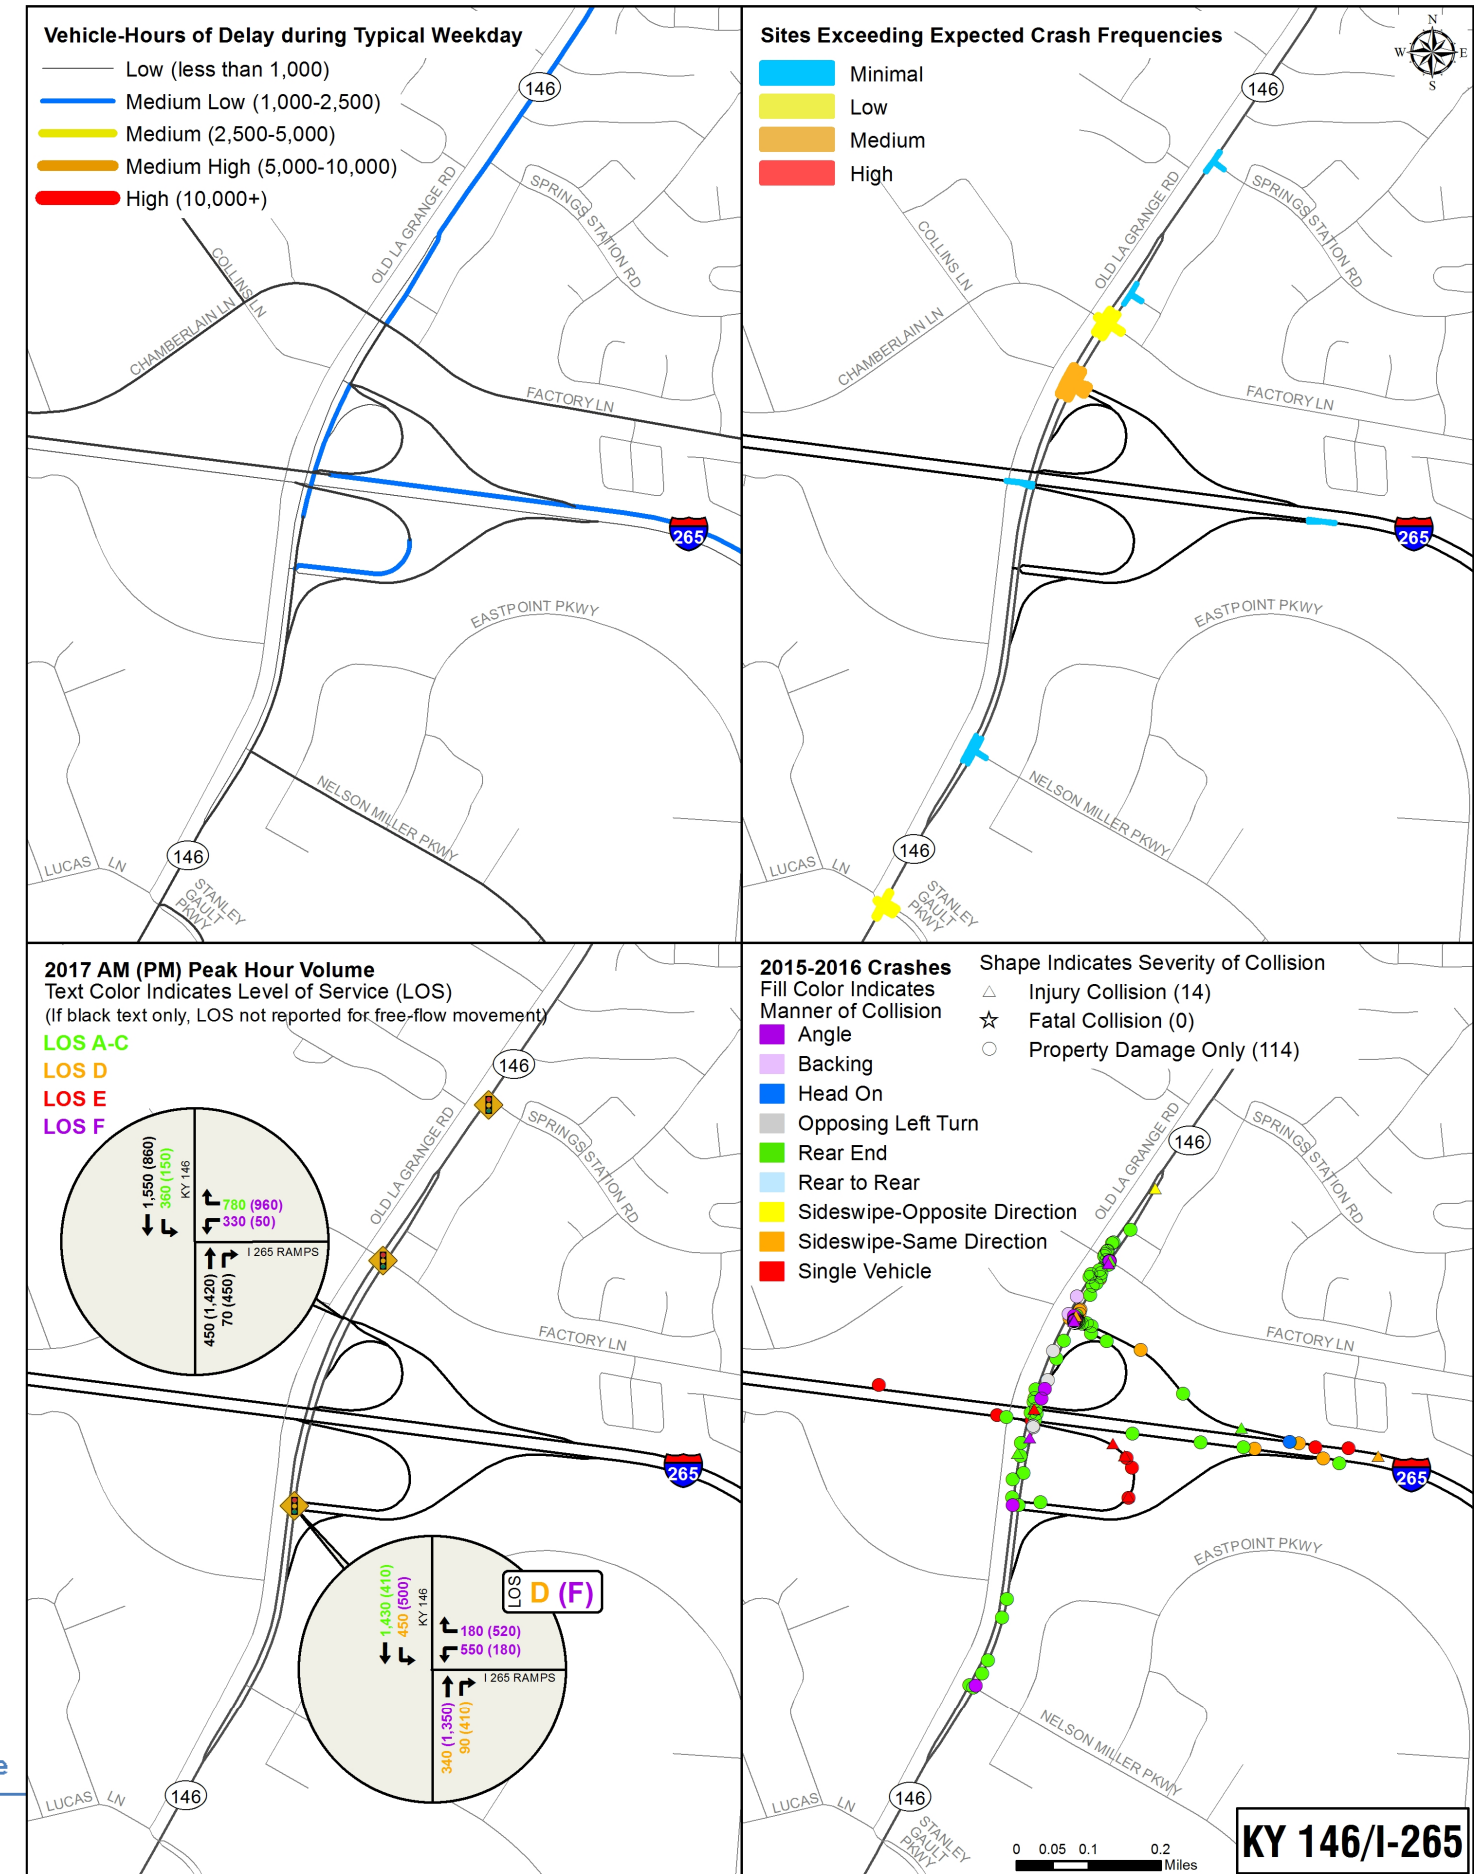 Vehicle-Hours of Delay during Typical Weekday
Low (less than 1,000)
Medium Low (1,000-2,500)
Medium (2,500-5,000)
Medium High (5,000-10,000)
High (10,000+)
146
OLD LA GRANGE RD
SPRINGS STATION RD
COLLINS LN
CHAMBERLAIN LN
FACTORY LN
265
EASTPOINT PKWY
NELSON MILLER PKWY
146
LUCAS LN
STANLEY
GAULT
PKWY
Sites Exceeding Expected Crash Frequencies
Minimal
Low
Medium
High
N
W E
S
146
OLD LA GRANGE RD
SPRINGS STATION RD
COLLINS LN
CHAMBERLAIN LN
FACTORY LN
265
EASTPOINT PKWY
NELSON MILLER PKWY
146
LUCAS LN
STANLEY
GAULT
PKWY
2017 AM (PM) Peak Hour Volume
Text Color Indicates Level of Service (LOS)
(If black text only, LOS not reported for free-flow movement)
LOS A-C
LOS D
LOS E
LOS F
146
OLD LA GRANGE RD
SPRINGS STATION RD
1,550 (860)
360 (150)
KY 146
780 (960)
330 (50)
I 265 RAMPS
450 (1,420)
70 (450)
FACTORY LN
265
LOS D (F)
1,430 (410)
450 (500)
KY 146
180 (520)
550 (180)
I 265 RAMPS
340 (1,350)
90 (410)
146
LUCAS LN
e
2015-2016 Crashes
Fill Color Indicates
Manner of Collision
Angle
Backing
Head On
Opposing Left Turn
Rear End
Rear to Rear
Sideswipe-Opposite Direction
Sideswipe-Same Direction
Single Vehicle
Shape Indicates Severity of Collision
Injury Collision (14)
Fatal Collision (0)
Property Damage Only (114)
146
OLD LA GRANGE RD
SPRINGS STATION RD
FACTORY LN
265
EASTPOINT PKWY
NELSON MILLER PKWY
146
LUCAS LN
STANLEY
GAULT
PKWY
0 0.05 0.1 0.2
Miles
KY 146/I-265